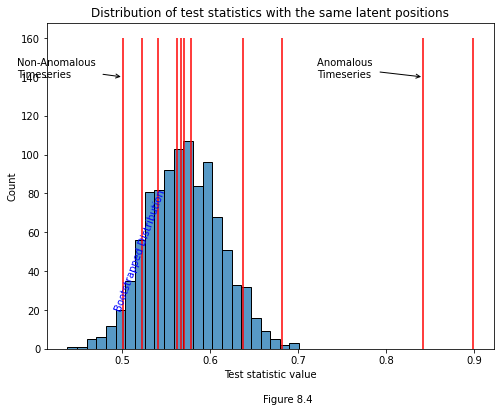 Distribution of test statistics with the same latent positions
160
Non-Anomalous
Timeseries
Anomalous
Timeseries
140
120
100
80
60
40
20
0
Count
Bootstrapped Distribution
0.5 0.6 0.7 0.8 0.9
Test statistic value
Figure 8.4